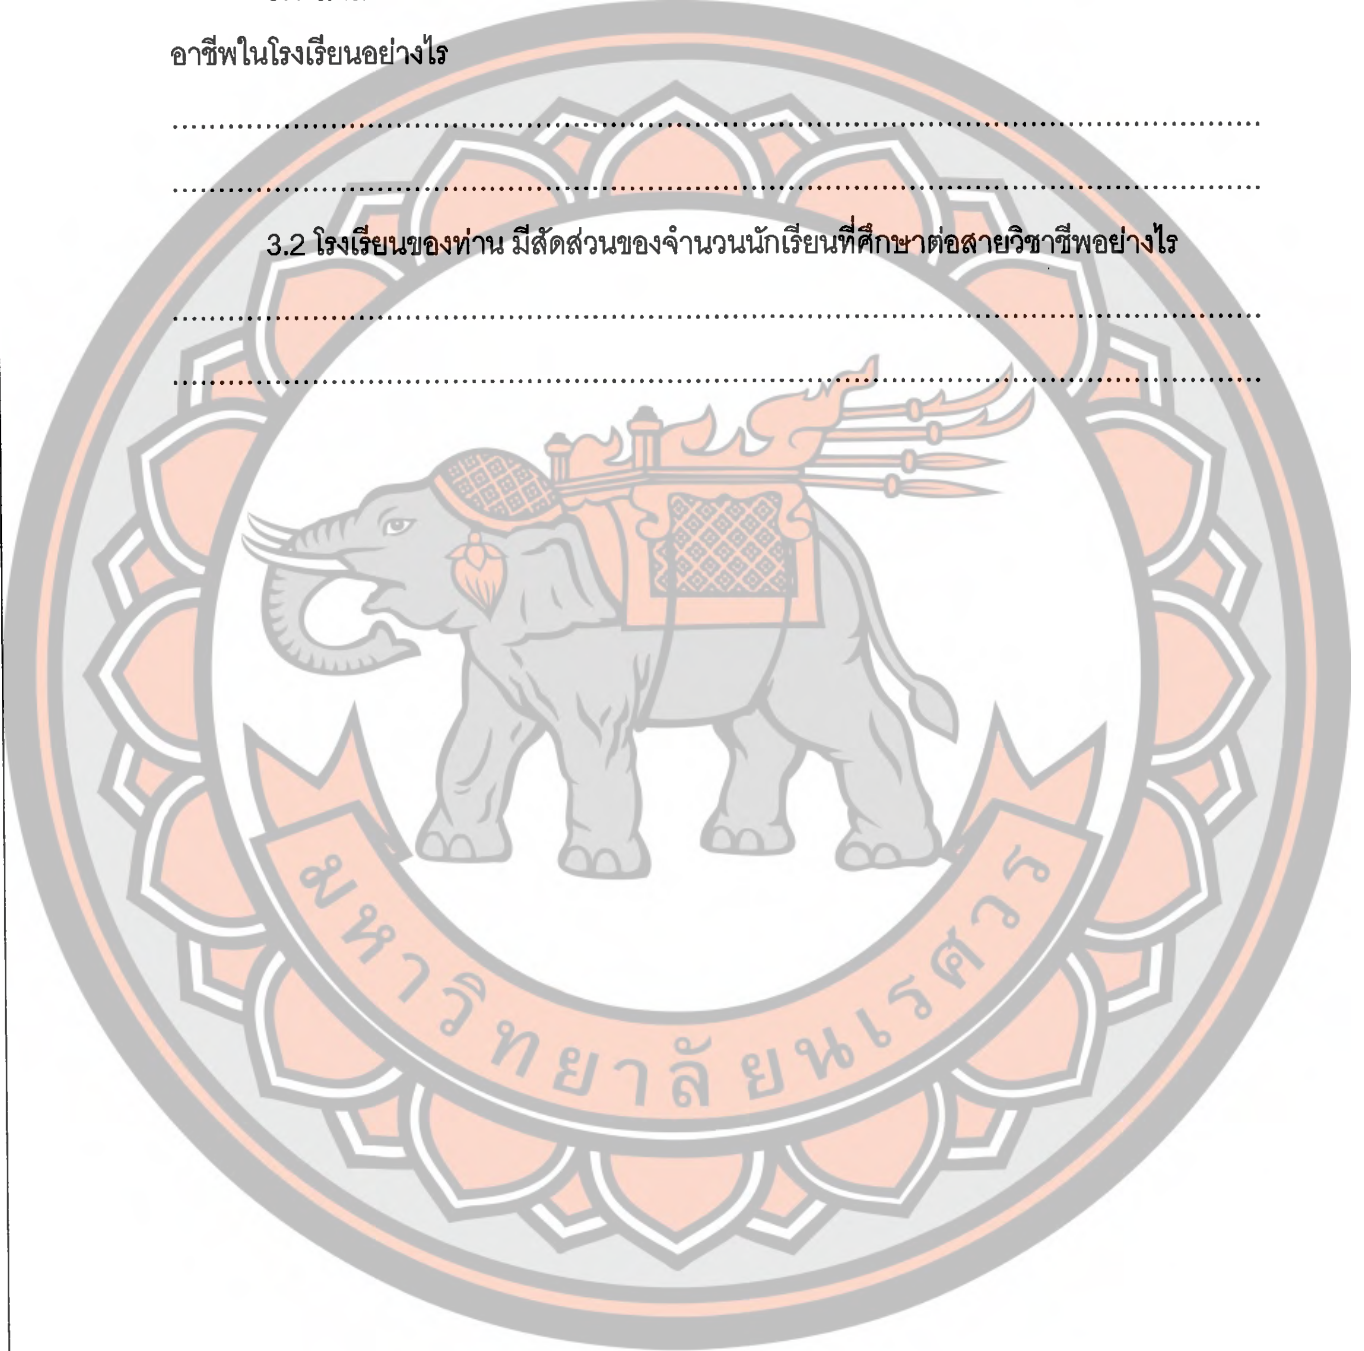 อาชีพในโรงเรียนอย่างไร
................................................................................
................................................................................
3.2 โรงเรียนของท่าน มีสัดส่วนของจำนวนนักเรียนที่ศึกษาต่อสายวิชาชีพอย่างไร
................................................................................
................................................................................
มหาวิทยาลัยนเรศวร